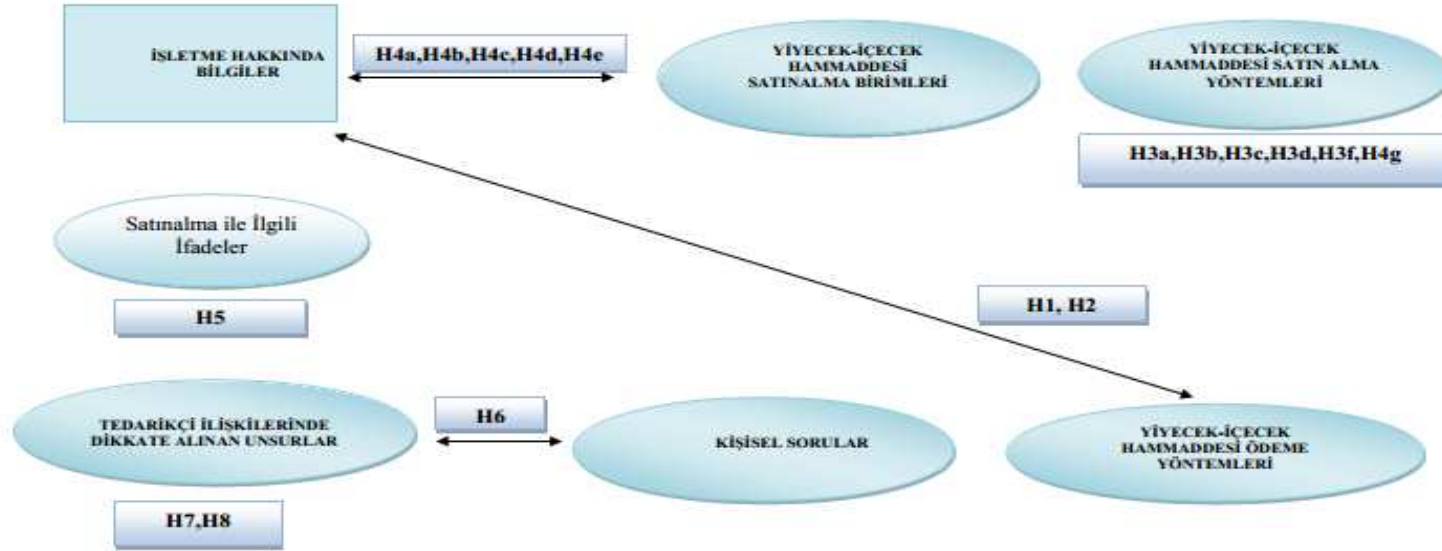 İŞLETME HAKKINDA
BİLGİLER
H4a,H4b,H4c,H4d,H4e
YİYECEK-İÇECEK
HAMMADDESİ
SATINALMA BİRİMLERİ
YİYECEK-İÇECEK
HAMMADDESİ SATIN ALMA
YÖNTEMLERİ
H3a,H3b,H3c,H3d,H3f,H4g
Satınalma ile İlgili
İfadeler
H5
H1, H2
TEDARİKÇİ İLİŞKİLERİNDE
DİKKATE ALINAN UNSURLAR
H6
KİŞİSEL SORULAR
YİYECEK-İÇECEK
HAMMADDESİ ÖDEME
YÖNTEMLERİ
H7,H8